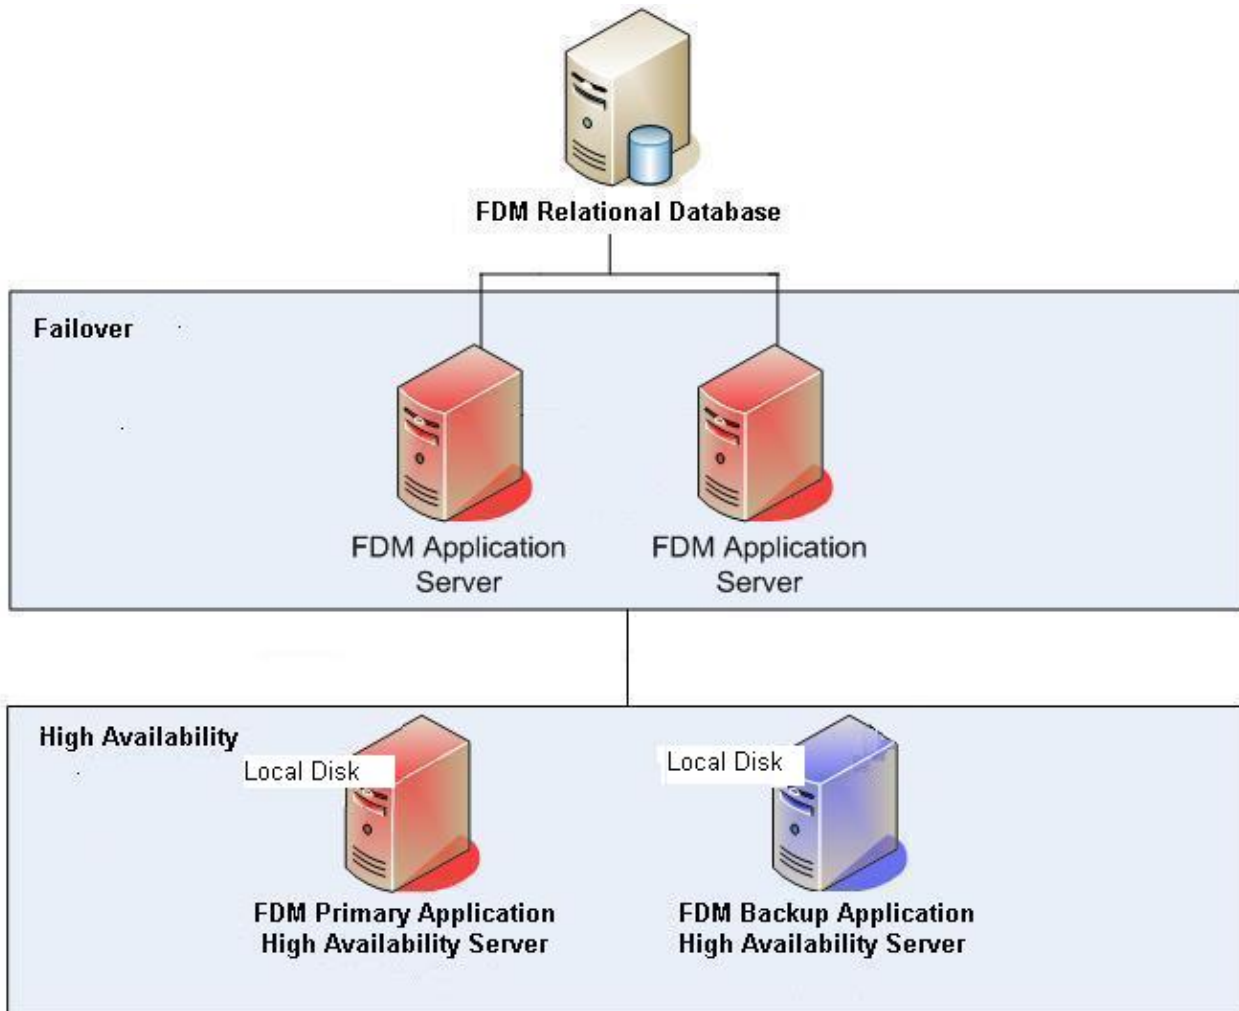 FDM Relational Database
Failover
FDM Application
Server
FDM Application
Server
High Availability
Local Disk
Local Disk
FDM Primary Application
High Availability Server
FDM Backup Application
High Availability Server